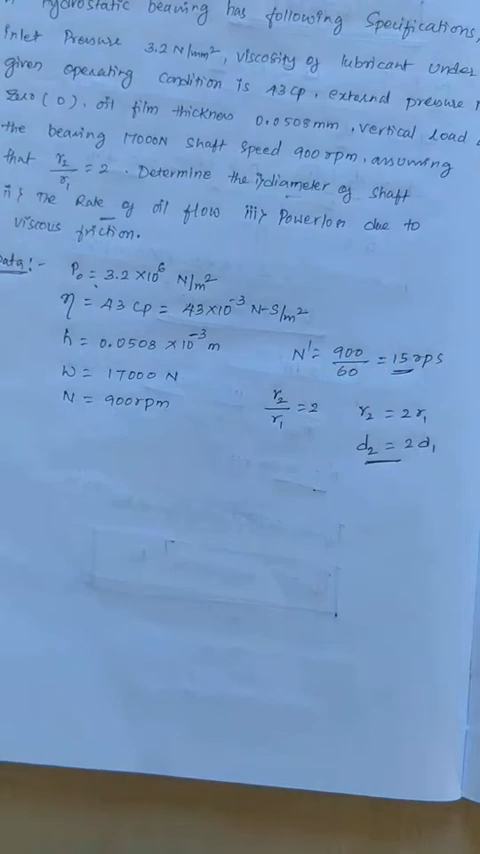 Hydrostatic bearing has following Specifications,
inlet Pressure 3.2 N/mm², viscosity of lubricant under
given operating condition is 43 CP, external pressure
Zero (0), oil film thickness 0.0508mm, vertical load
the bearing 17000N shaft speed 900 rpm, assuming
that r₂/r₁ = 2. Determine the i) diameter of shaft
ii) The Rate of oil flow iii) Powerloss due to
viscous friction.
Data!-
P₀ = 3.2 × 10⁶ N/m²
η = 43 CP = 43×10⁻³ N-S/m²
h = 0.0508 × 10⁻³ m
N' = 900/60 = 15 rps
W = 17000 N
N = 900rpm
r₂/r₁ = 2
r₂ = 2r₁
d₂ = 2d₁